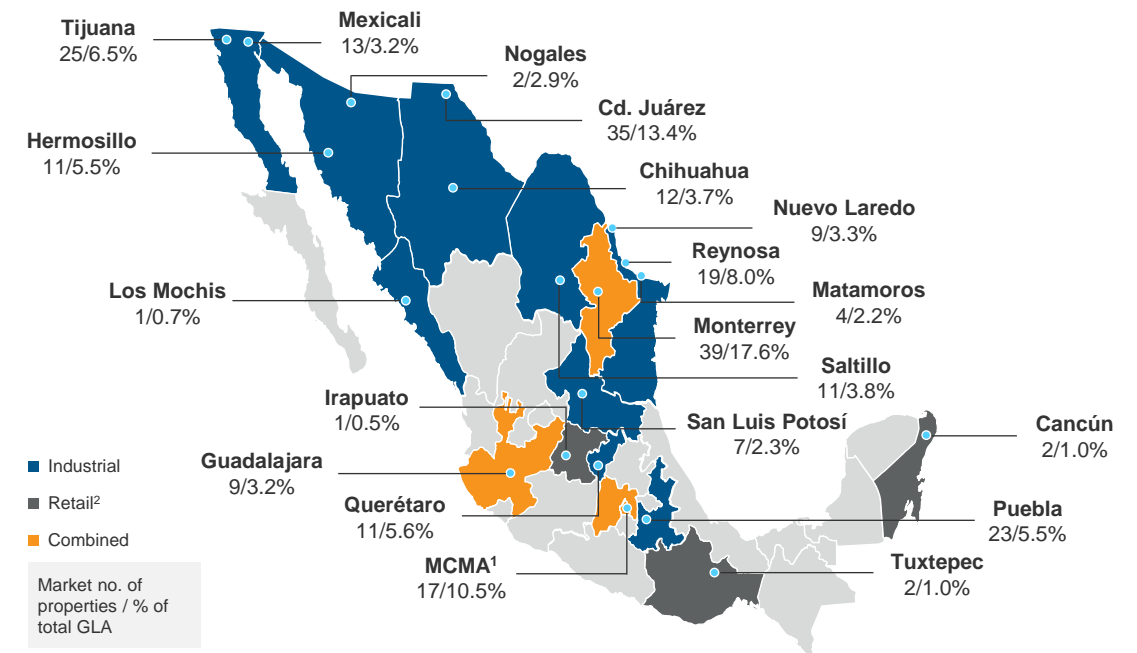 Tijuana
25/6.5%
Mexicali
13/3.2%
Nogales
2/2.9%
Cd. Juárez
35/13.4%
Hermosillo
11/5.5%
Chihuahua
12/3.7%
Nuevo Laredo
9/3.3%
Reynosa
19/8.0%
Los Mochis
1/0.7%
Matamoros
4/2.2%
Monterrey
39/17.6%
Saltillo
11/3.8%
Irapuato
1/0.5%
San Luis Potosí
7/2.3%
Cancún
2/1.0%
Guadalajara
9/3.2%
Querétaro
11/5.6%
Puebla
23/5.5%
MCMA¹
17/10.5%
Tuxtepec
2/1.0%
Industrial
Retail²
Combined
Market no. of
properties / % of
total GLA